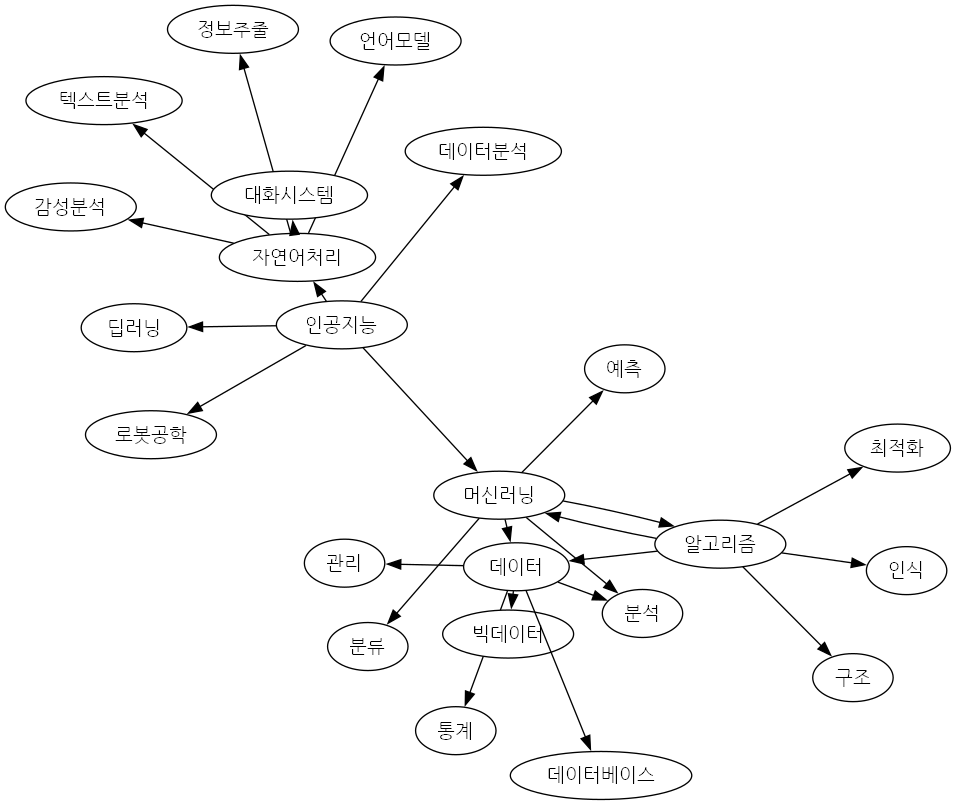 정보추출
언어모델
텍스트분석
데이터분석
대화시스템
감성분석
자연어처리
인공지능
딥러닝
예측
로봇공학
최적화
머신러닝
알고리즘
관리
데이터
인식
분석
빅데이터
분류
구조
통계
데이터베이스